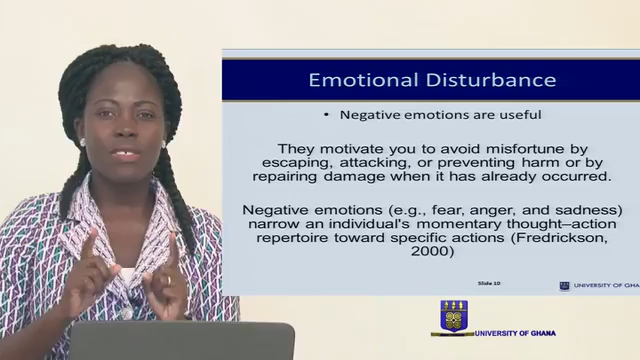 Emotional Disturbance
• Negative emotions are useful
They motivate you to avoid misfortune by
escaping, attacking, or preventing harm or by
repairing damage when it has already occurred.
Negative emotions (e.g., fear, anger, and sadness)
narrow an individual's momentary thought–action
repertoire toward specific actions (Fredrickson,
2000)
Slide 10
UNIVERSITY OF GHA
UNIVERSITY OF GHANA